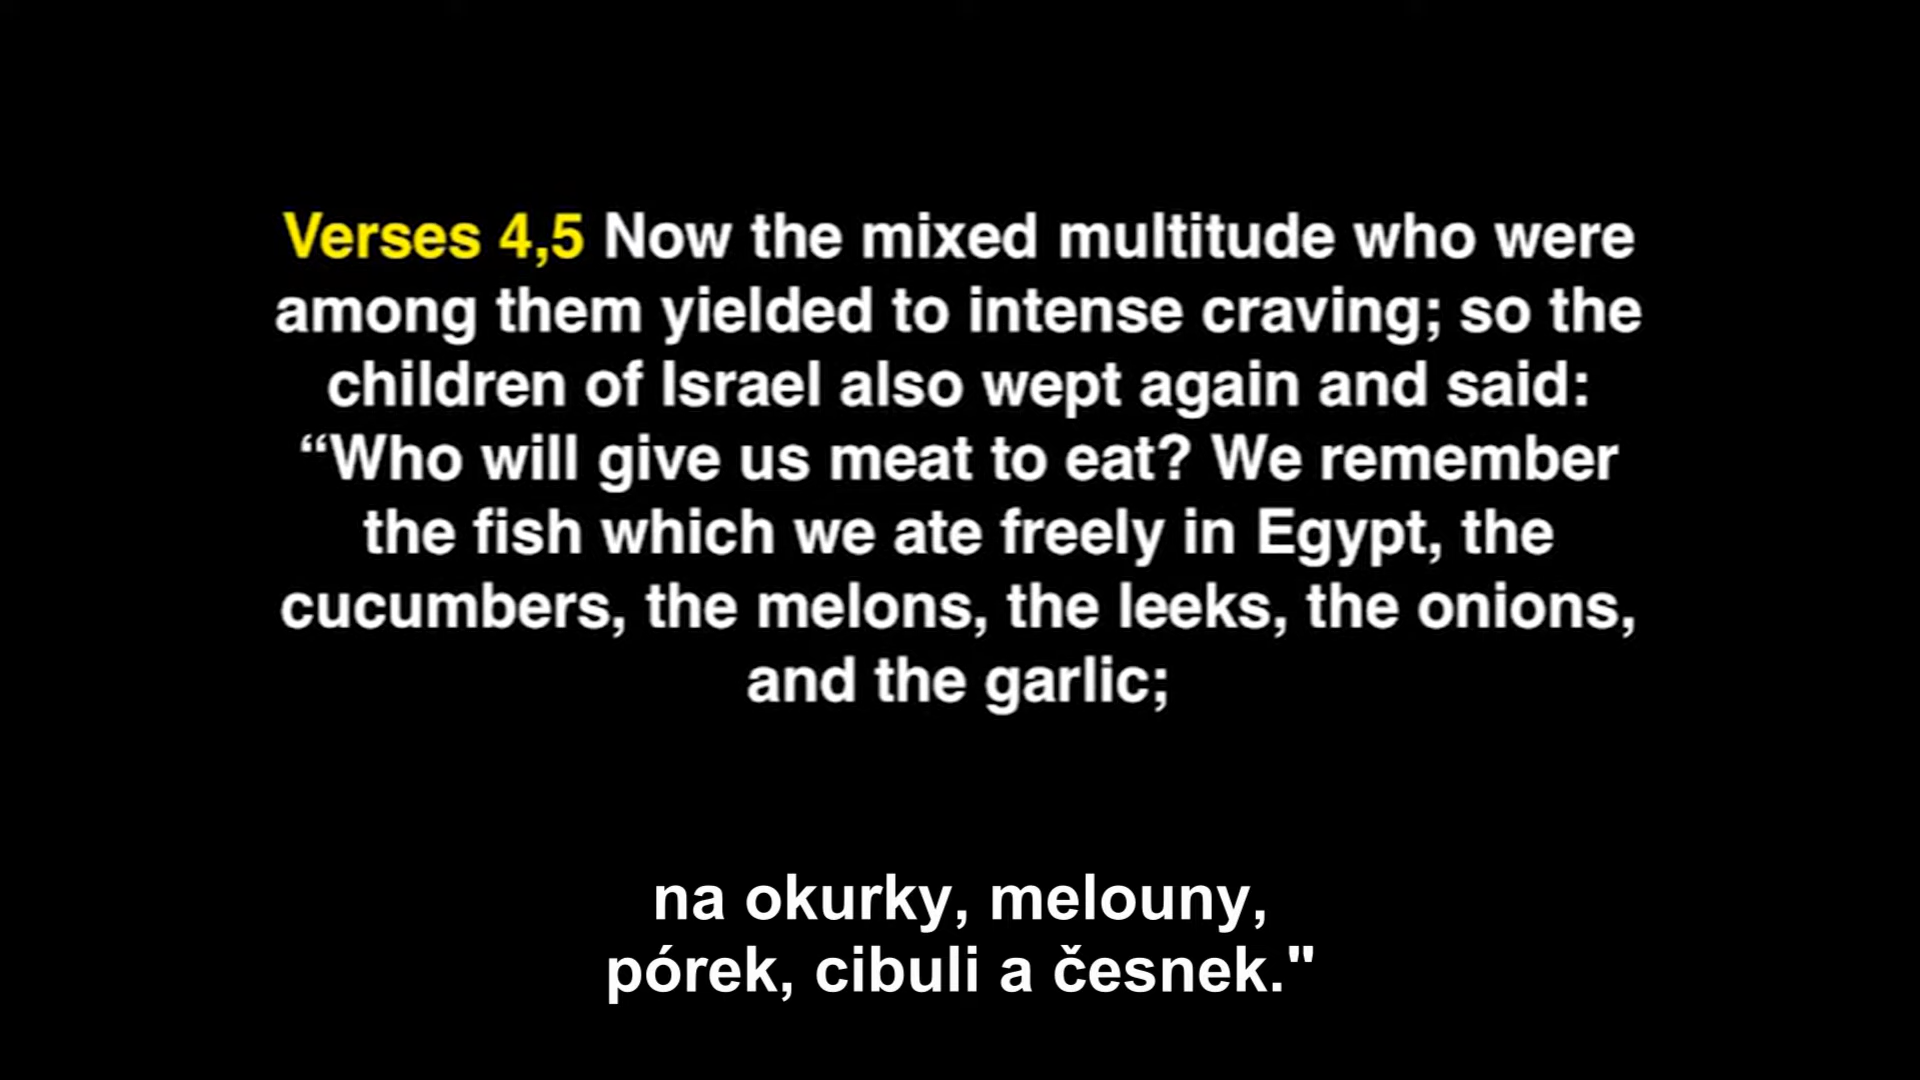 Verses 4,5 Now the mixed multitude who were
among them yielded to intense craving; so the
children of Israel also wept again and said:
“Who will give us meat to eat? We remember
the fish which we ate freely in Egypt, the
cucumbers, the melons, the leeks, the onions,
and the garlic;
na okurky, melouny,
pórek, cibuli a česnek."